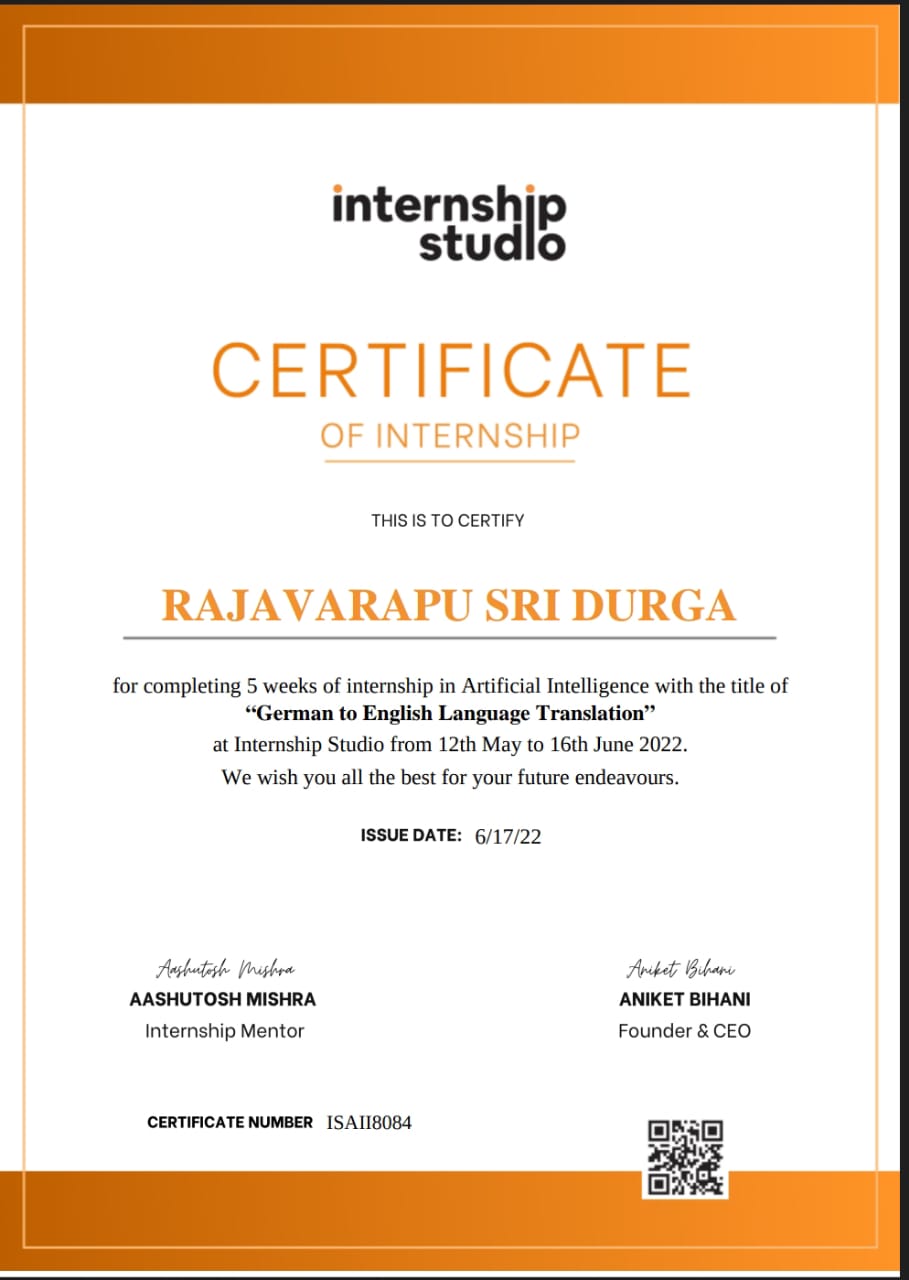 internship
studio
CERTIFICATE
OF INTERNSHIP
THIS IS TO CERTIFY
RAJAVARAPU SRI DURGA
for completing 5 weeks of internship in Artificial Intelligence with the title of
“German to English Language Translation”
at Internship Studio from 12th May to 16th June 2022.
We wish you all the best for your future endeavours.
ISSUE DATE: 6/17/22
Aashutosh Mishra Aniket Bihani
AASHUTOSH MISHRA ANIKET BIHANI
Internship Mentor Founder & CEO
CERTIFICATE NUMBER ISAII8084